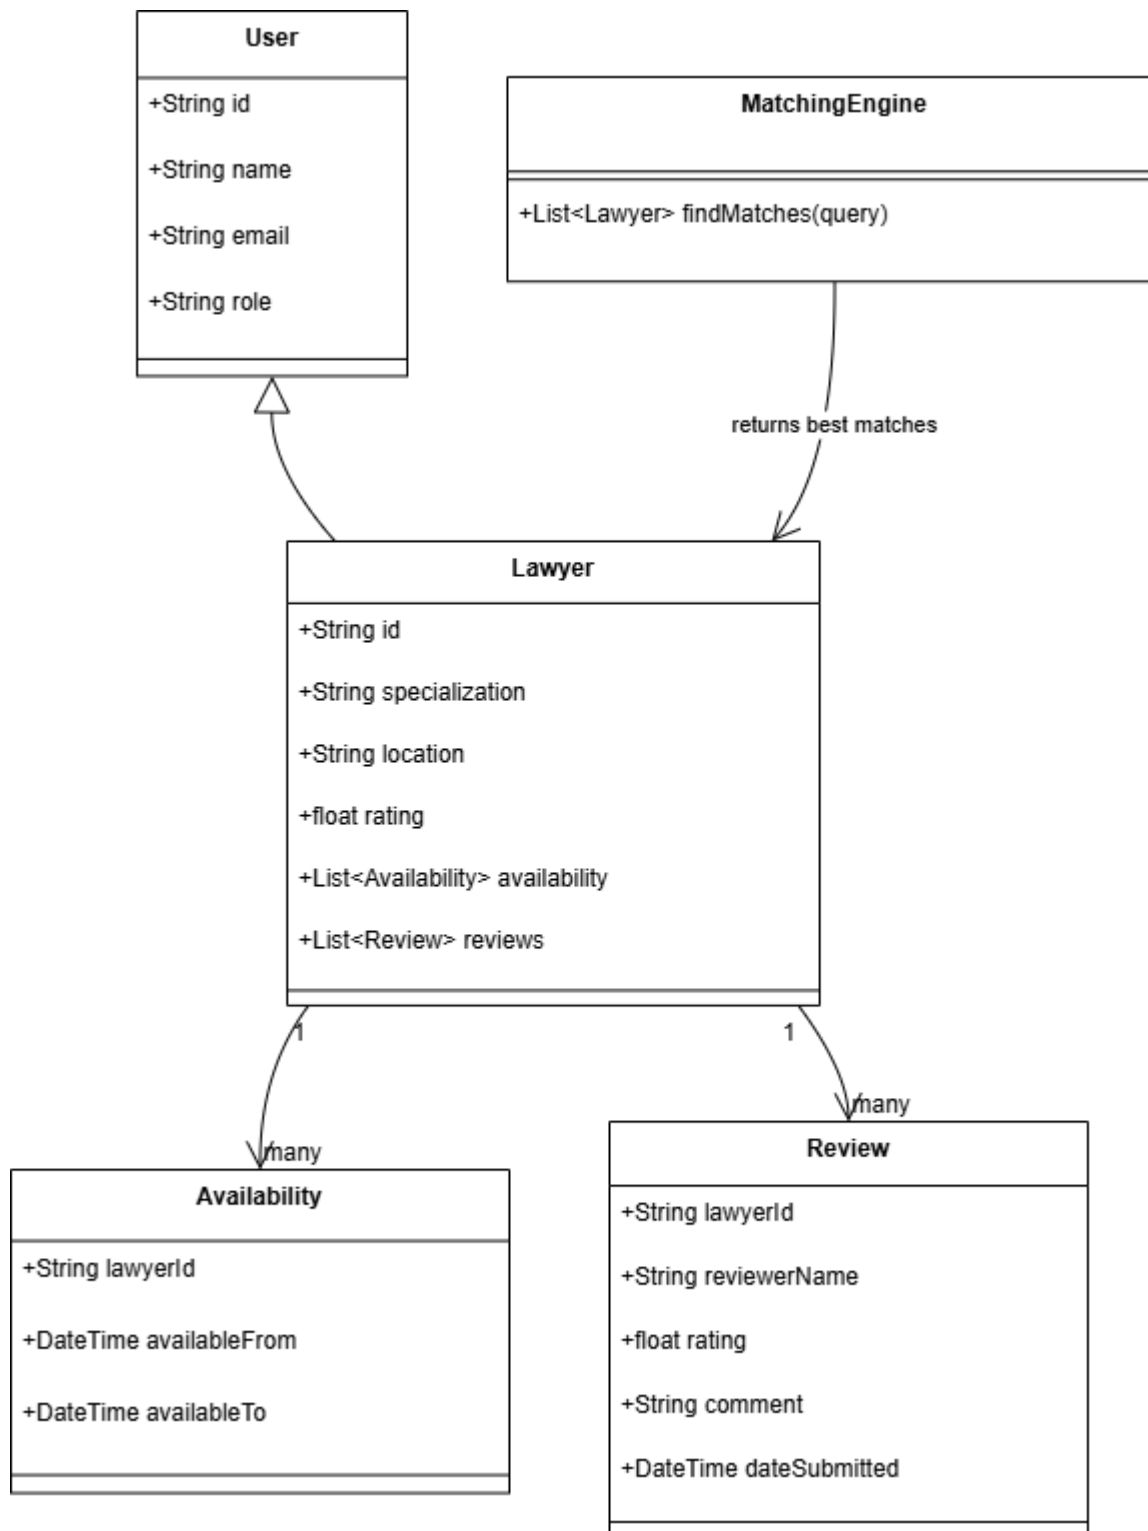 User
+String id
+String name
+String email
+String role
MatchingEngine
+List<Lawyer> findMatches(query)
returns best matches
Lawyer
+String id
+String specialization
+String location
+float rating
+List<Availability> availability
+List<Review> reviews
1
many
1
many
Availability
+String lawyerId
+DateTime availableFrom
+DateTime availableTo
Review
+String lawyerId
+String reviewerName
+float rating
+String comment
+DateTime dateSubmitted